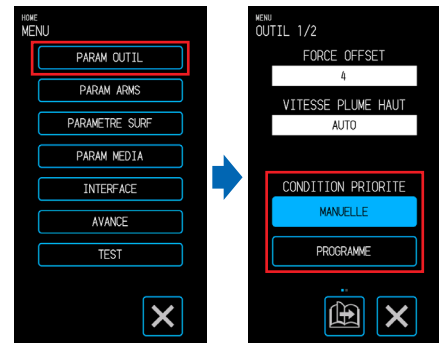 HOME
MENU
PARAM OUTIL
PARAM ARMS
PARAMETRE SURF
PARAM MEDIA
INTERFACE
AVANCE
TEST
MENU
OUTIL 1/2
FORCE OFFSET
4
VITESSE PLUME HAUT
AUTO
CONDITION PRIORITE
MANUELLE
PROGRAMME